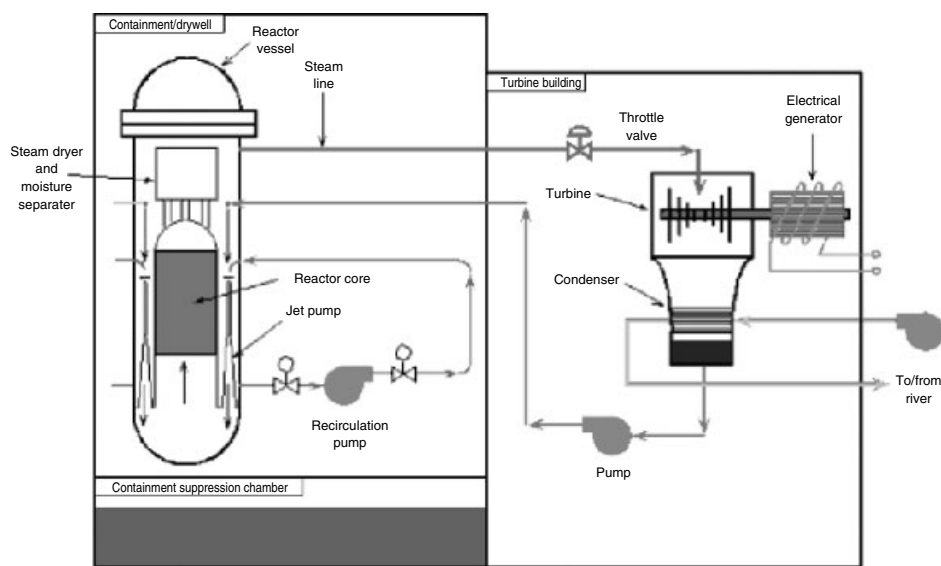 Containment/drywell
Reactor
vessel
Steam
line
Turbine building
Electrical
generator
Throttle
valve
Steam dryer
and
moisture
separater
Turbine
Condenser
Reactor core
Jet pump
To/from
river
Recirculation
pump
Pump
Containment suppression chamber